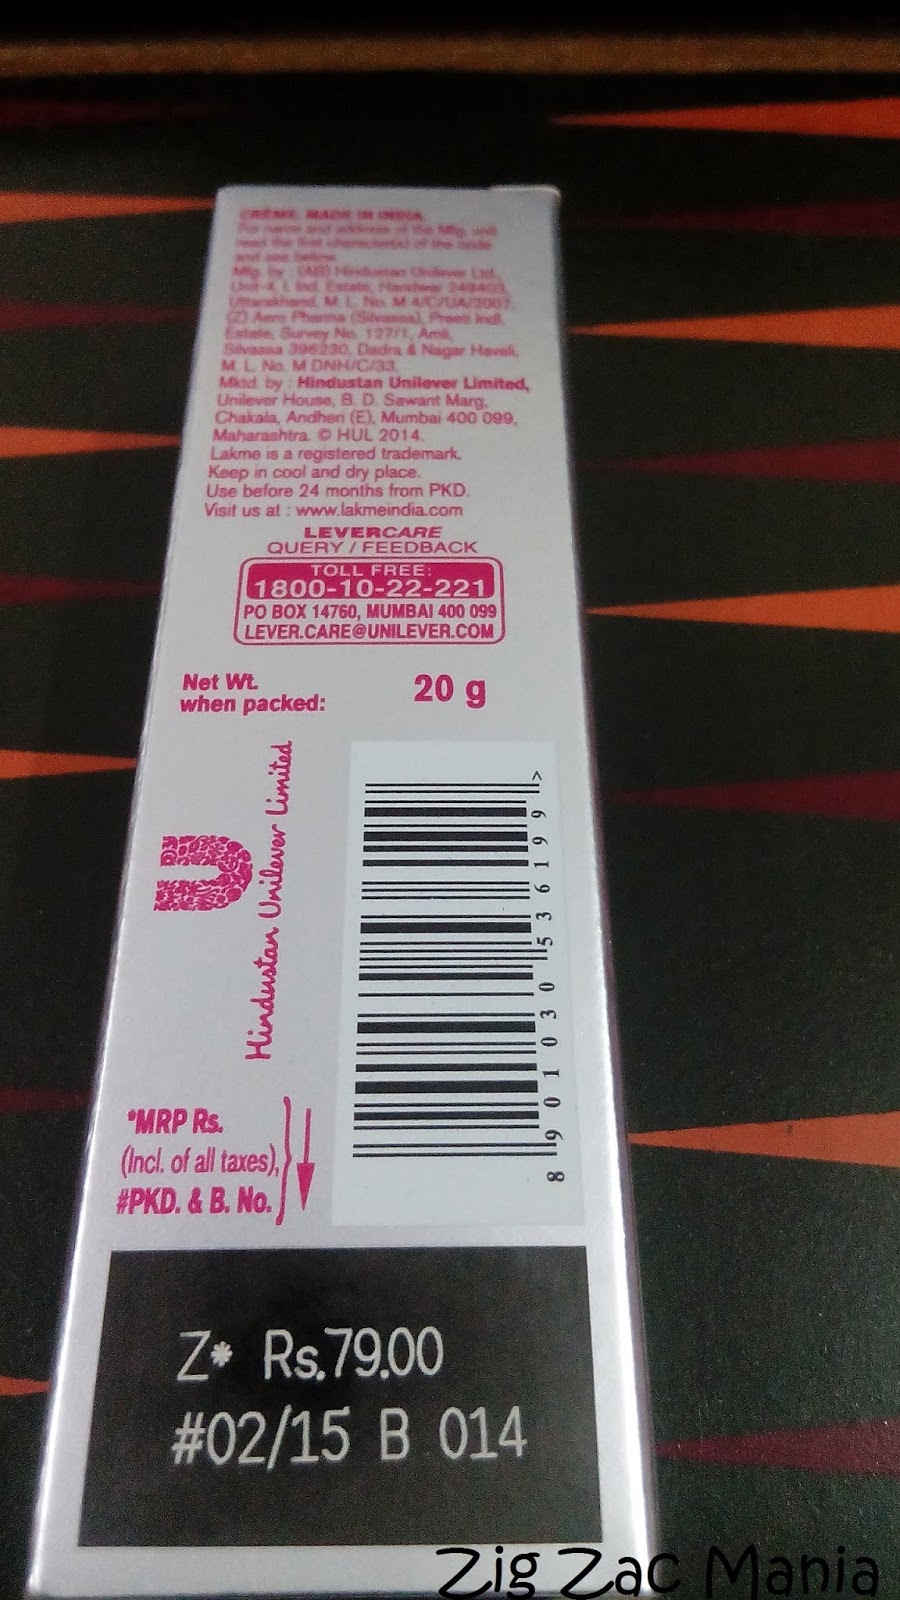 CRÈME. MADE IN INDIA.
For name and address of the Mfg. unit
read the first character(s) of the code
and see below.
Mfg. by : (AB) Hindustan Unilever Ltd.,
Unit-4, I. Ind. Estate, Haridwar 249403,
Uttarakhand, M. L. No. M 4/C/UA/2007.
(Z) Aero Pharma (Silvassa), Preeti Indl.
Estate, Survey No. 127/1, Amli,
Silvassa 396230, Dadra & Nagar Haveli,
M. L. No. M DNH/C/33.
Mktd. by : Hindustan Unilever Limited,
Unilever House, B. D. Sawant Marg,
Chakala, Andheri (E), Mumbai 400 099,
Maharashtra. © HUL 2014.
Lakme is a registered trademark.
Keep in cool and dry place.
Use before 24 months from PKD.
Visit us at : www.lakmeindia.com
LEVERCARE
QUERY / FEEDBACK
TOLL FREE:
1800-10-22-221
PO BOX 14760, MUMBAI 400 099
LEVER.CARE@UNILEVER.COM
Net Wt.
when packed: 20 g
Hindustan Unilever Limited
8 901030 536199 >
*MRP Rs.
(Incl. of all taxes),
#PKD. & B. No.
Z* Rs.79.00
#02/15 B 014
Zig Zac Mania